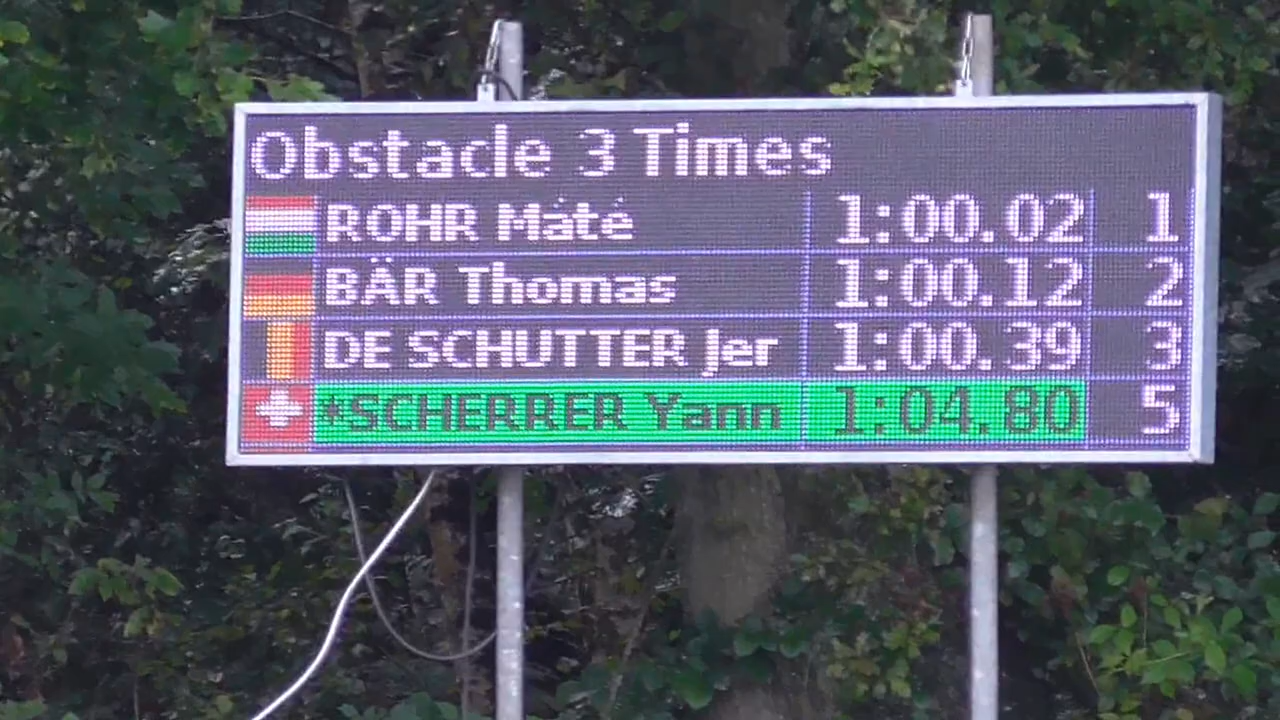 Obstacle 3 Times
ROHR Máté 1:00.02 1
BÄR Thomas 1:00.12 2
DE SCHUTTER Jer 1:00.39 3
*SCHERRER Yann 1:04.80 5